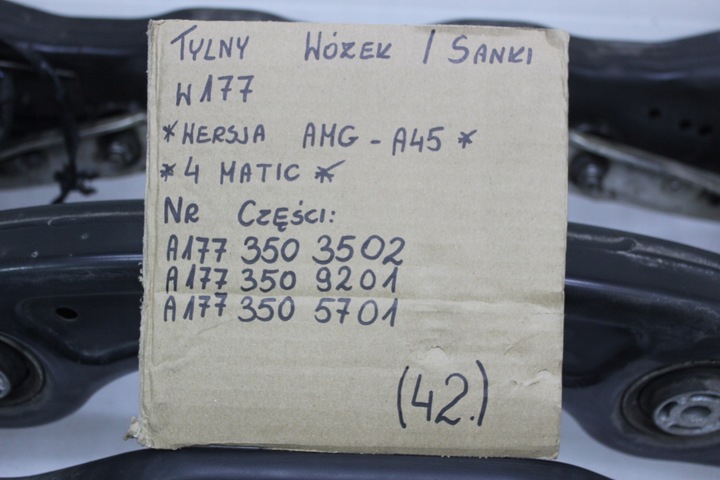 TYLNY WÓZEK / SANKI
W177
*WERSJA AMG - A45 *
*4 MATIC *
NR CZĘŚCI:
A177 350 3502
A177 350 9201
A177 350 5701
(42.)